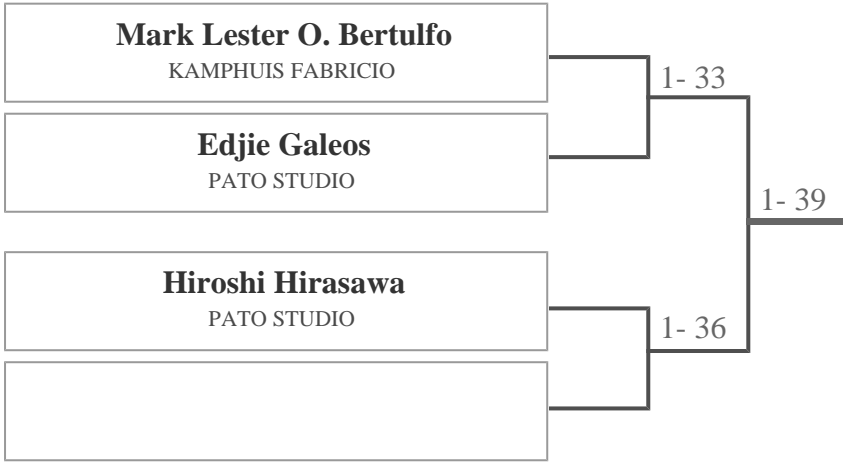 Mark Lester O. Bertulfo
KAMPHUIS FABRICIO
1- 33
Edjie Galeos
PATO STUDIO
1- 39
Hiroshi Hirasawa
PATO STUDIO
1- 36